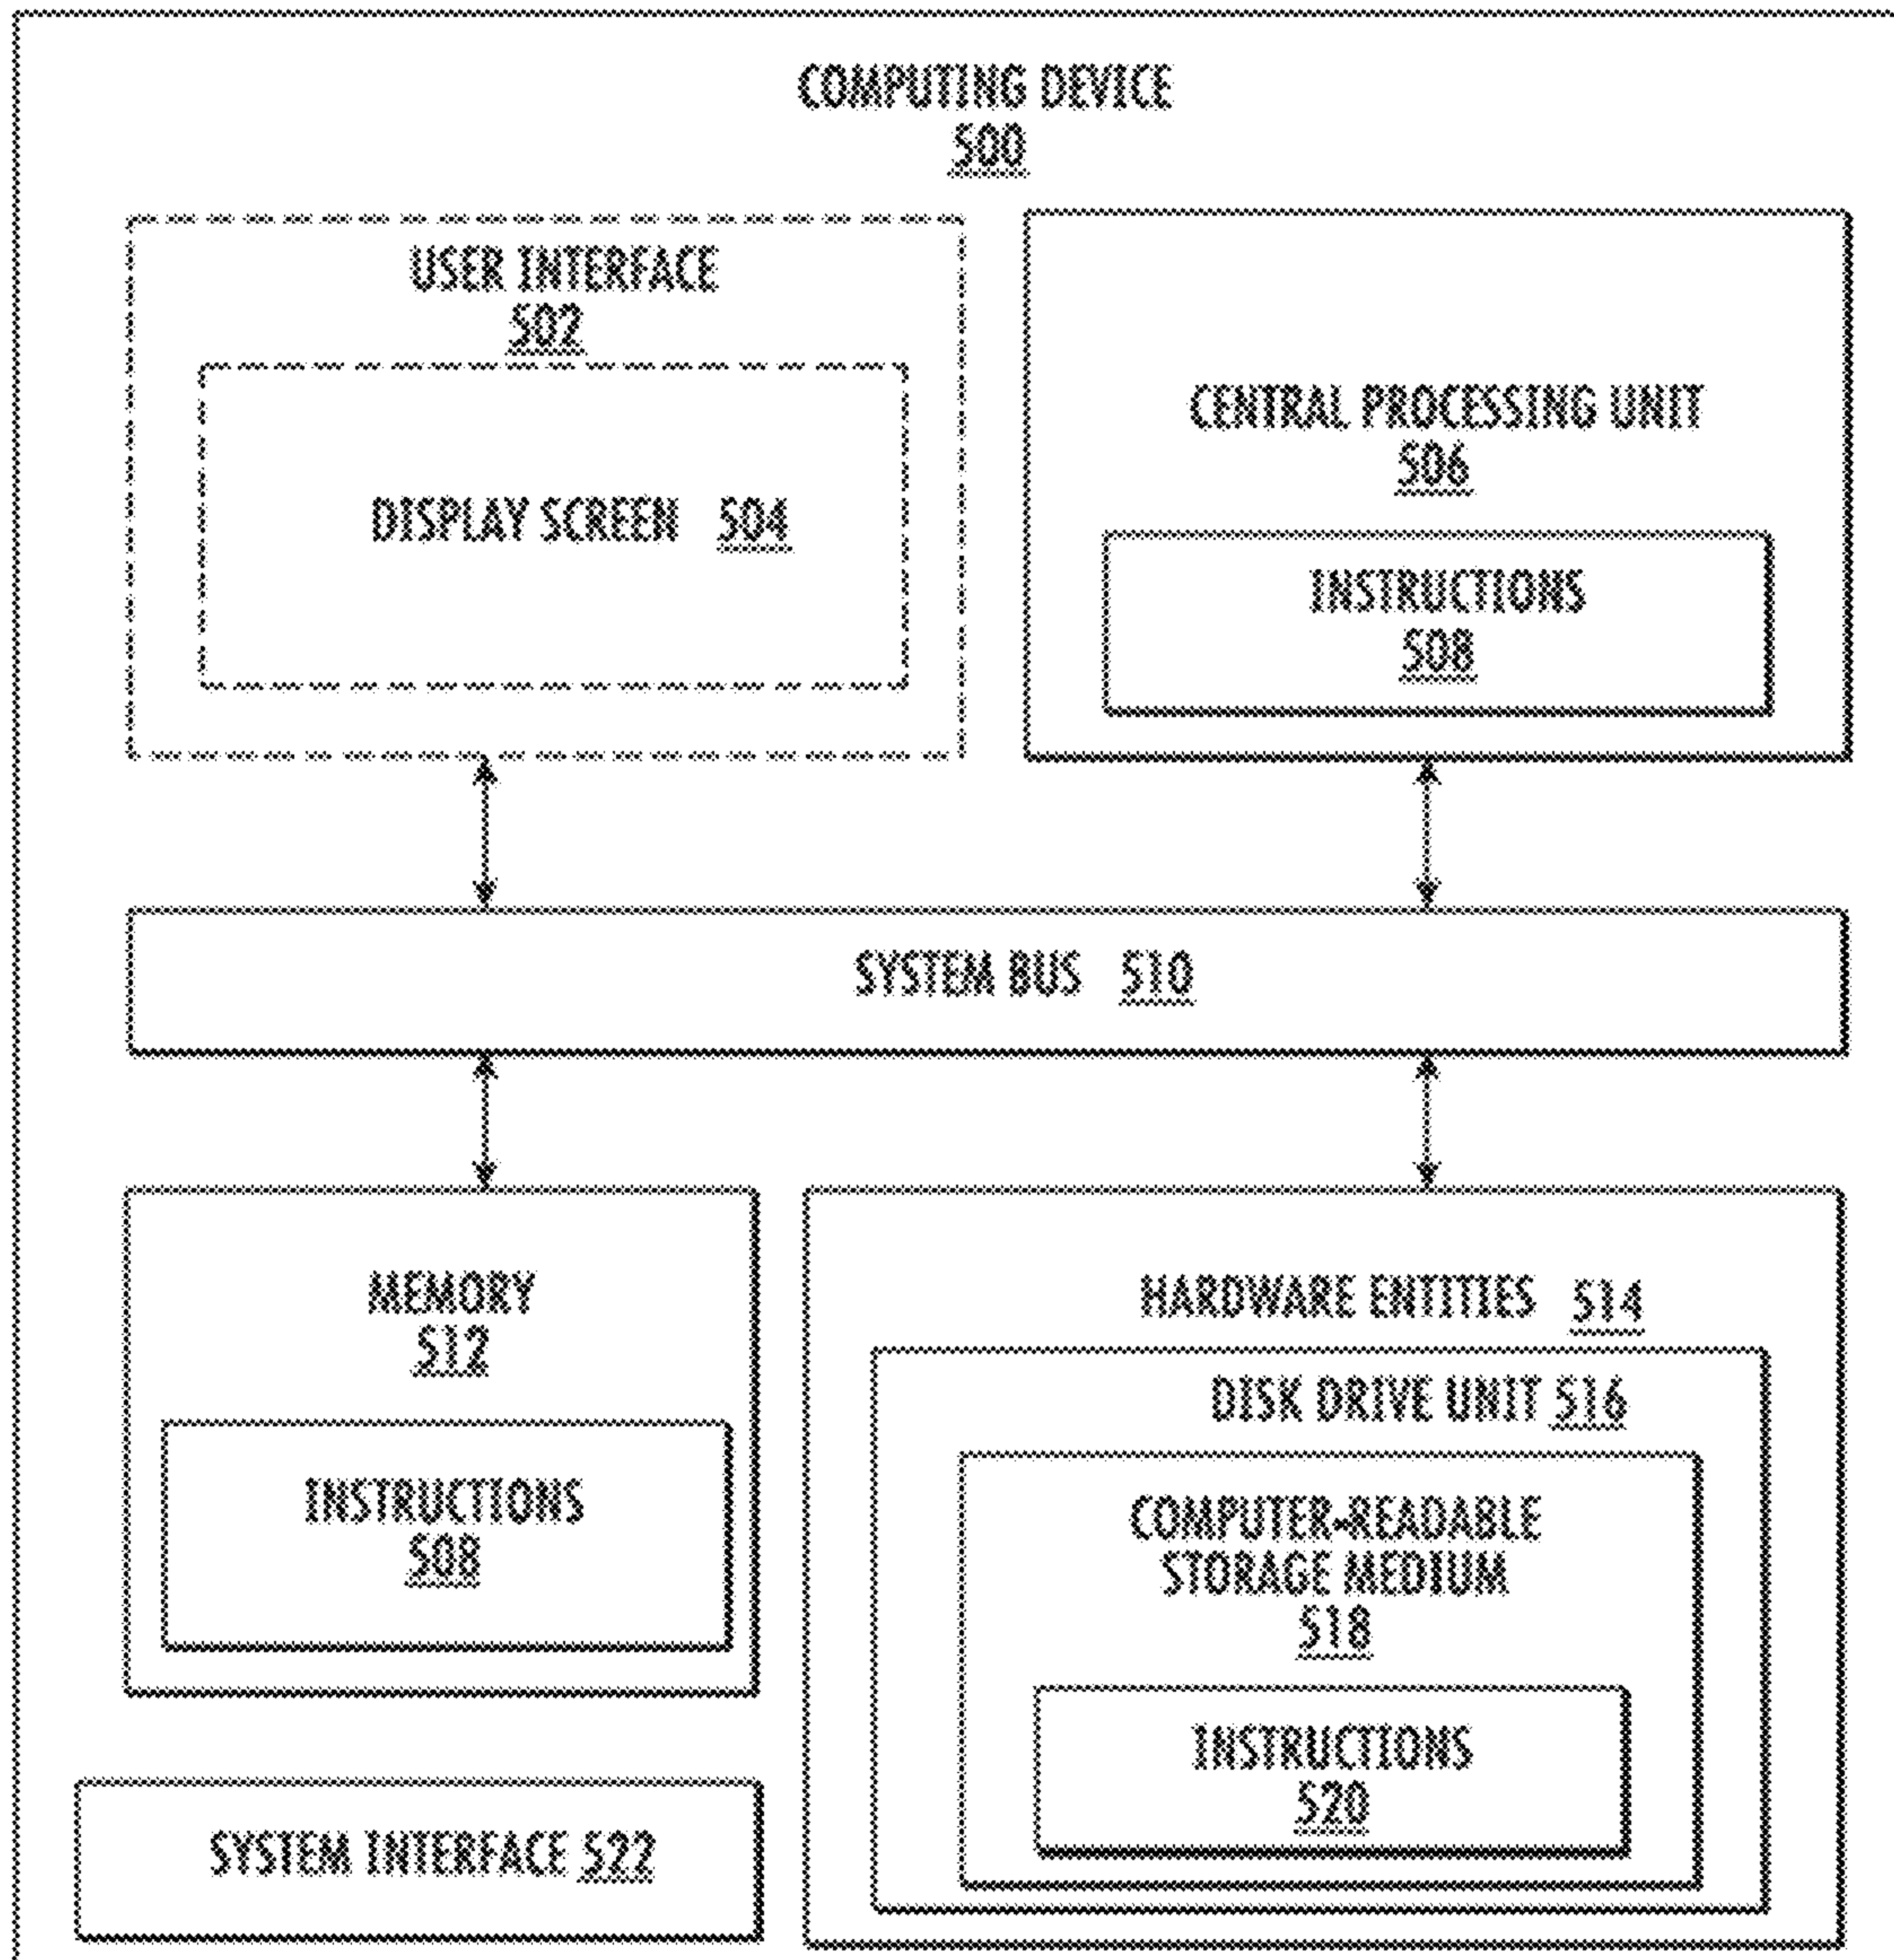 COMPUTING DEVICE
500
USER INTERFACE
502
DISPLAY SCREEN 504
CENTRAL PROCESSING UNIT
506
INSTRUCTIONS
508
SYSTEM BUS 510
MEMORY
512
INSTRUCTIONS
508
HARDWARE ENTITIES 514
DISK DRIVE UNIT 516
COMPUTER-READABLE
STORAGE MEDIUM
518
INSTRUCTIONS
520
SYSTEM INTERFACE 522